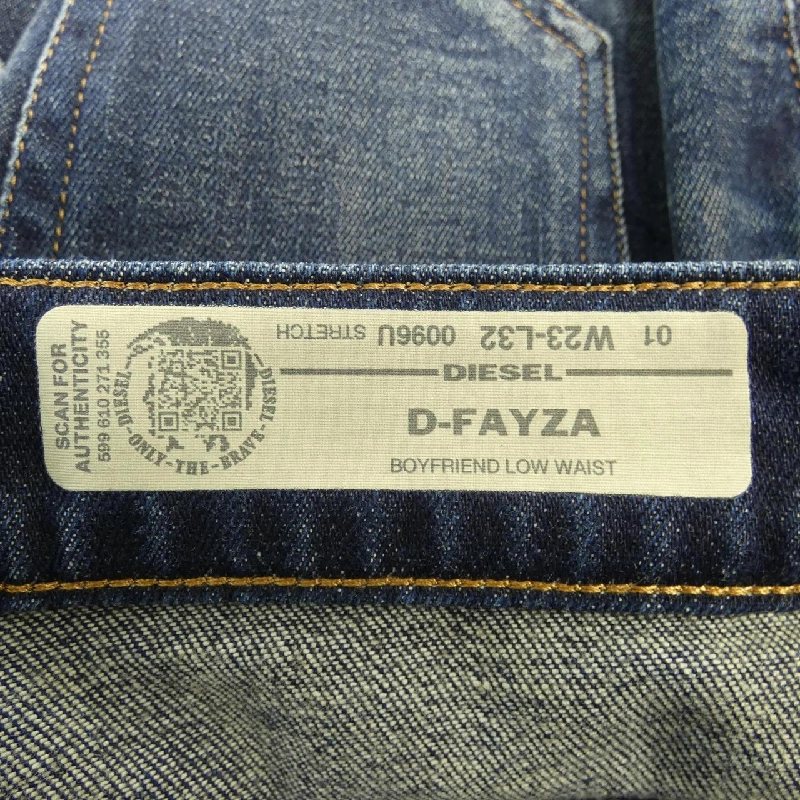 SCAN FOR
AUTHENTICITY
599 610 271 355
DIESEL
-ONLY-THE-BRAVE-
DIESEL
01 W23-L32 0096U STRETCH
DIESEL
D-FAYZA
BOYFRIEND LOW WAIST